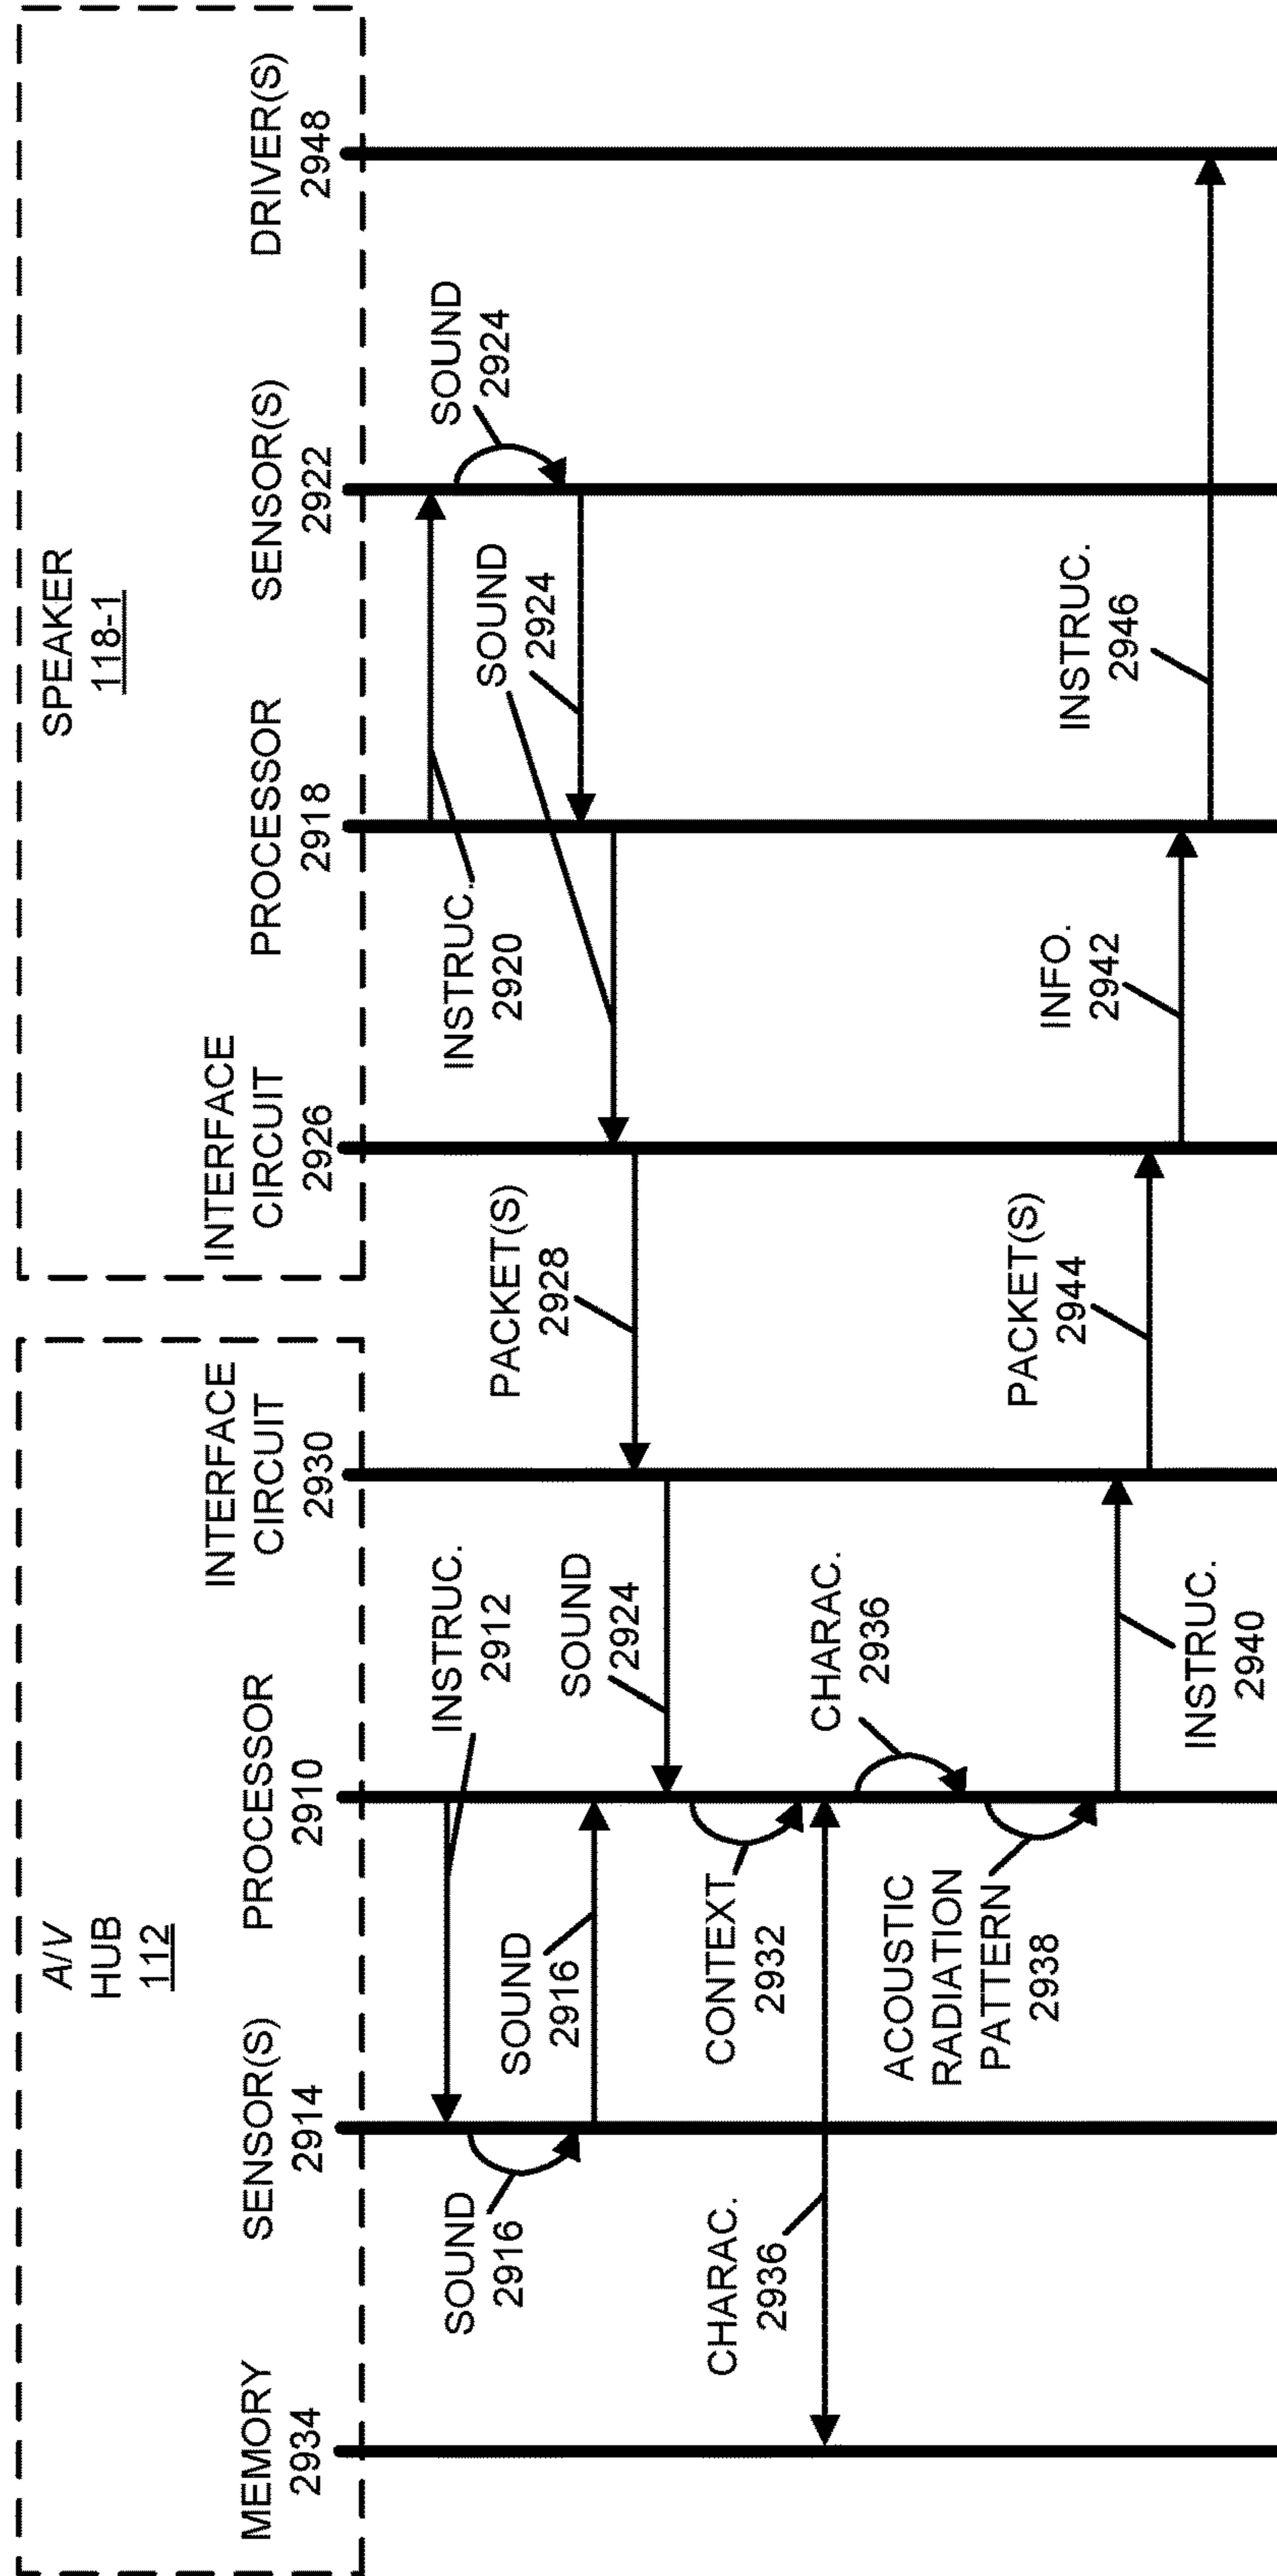 A/V
HUB
112
SPEAKER
118-1
MEMORY
2934
SENSOR(S)
2914
PROCESSOR
2910
INTERFACE
CIRCUIT
2930
INTERFACE
CIRCUIT
2926
PROCESSOR
2918
SENSOR(S)
2922
DRIVER(S)
2948
SOUND
2916
INSTRUC.
2912
SOUND
2916
INSTRUC.
2920
SOUND
2924
SOUND
2924
PACKET(S)
2928
SOUND
2924
CONTEXT
2932
CHARAC.
2936
CHARAC.
2936
ACOUSTIC
RADIATION
PATTERN
2938
INSTRUC.
2940
PACKET(S)
2944
INFO.
2942
INSTRUC.
2946